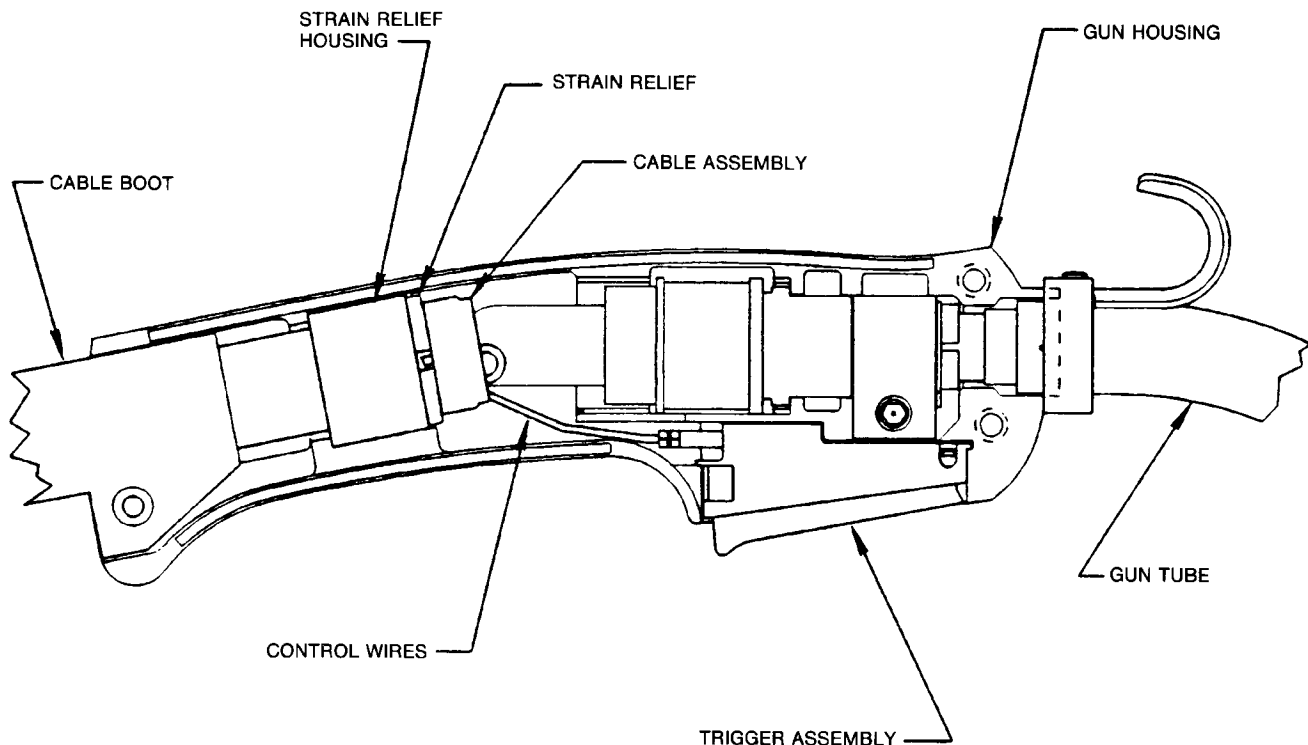 STRAIN RELIEF
HOUSING
GUN HOUSING
STRAIN RELIEF
CABLE ASSEMBLY
CABLE BOOT
GUN TUBE
CONTROL WIRES
TRIGGER ASSEMBLY